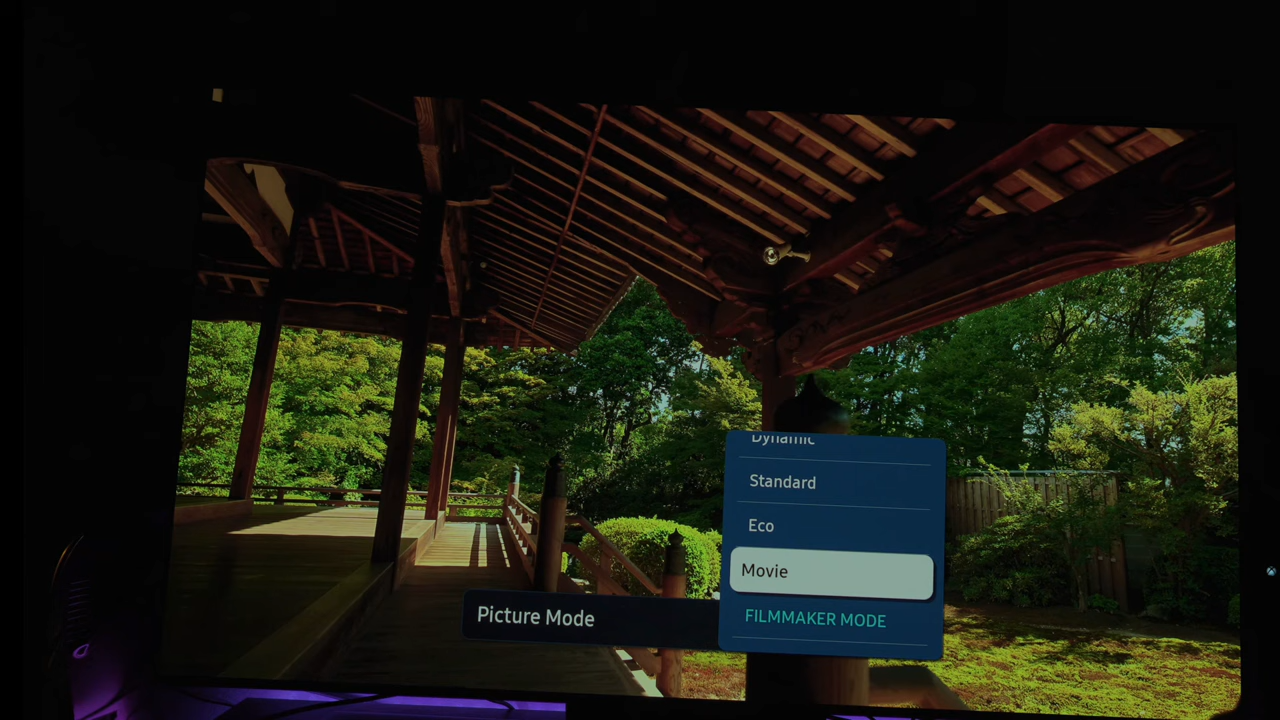 Dynamic
Standard
Eco
Movie
FILMMAKER MODE
Picture Mode